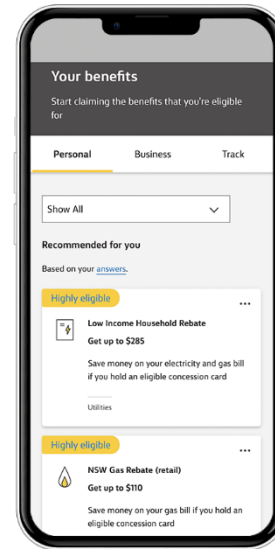 Your benefits
Start claiming the benefits that you're eligible
for
Personal Business Track
Show All
Recommended for you
Based on your answers.
Highly eligible
Low Income Household Rebate
Get up to $285
Save money on your electricity and gas bill
if you hold an eligible concession card
Utilities
Highly eligible
NSW Gas Rebate (retail)
Get up to $110
Save money on your gas bill if you hold an
eligible concession card